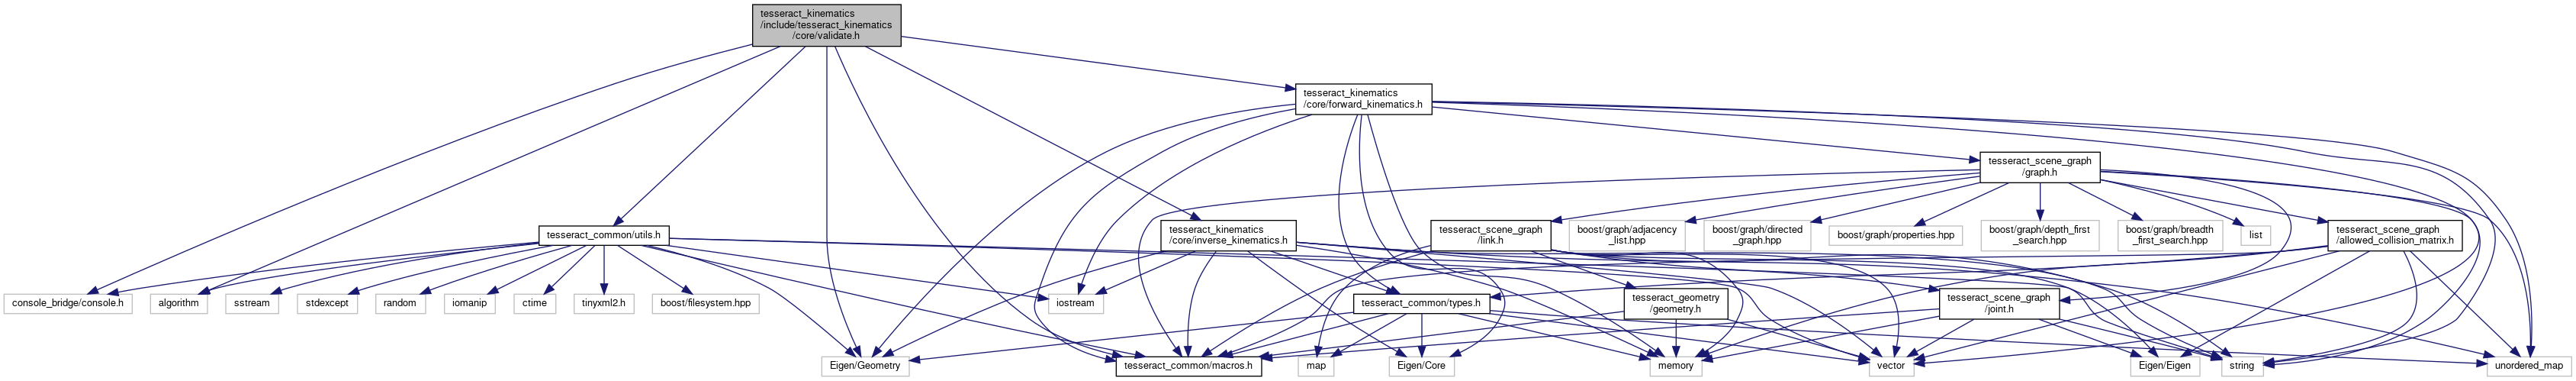 tesseract_kinematics
/include/tesseract_kinematics
/core/validate.h
tesseract_kinematics
/core/forward_kinematics.h
tesseract_scene_graph
/graph.h
tesseract_common/utils.h
tesseract_kinematics
/core/inverse_kinematics.h
tesseract_scene_graph
/link.h
boost/graph/adjacency
_list.hpp
boost/graph/directed
_graph.hpp
boost/graph/properties.hpp
boost/graph/depth_first
_search.hpp
boost/graph/breadth
_first_search.hpp
list
tesseract_scene_graph
/allowed_collision_matrix.h
console_bridge/console.h
algorithm
sstream
stdexcept
random
iomanip
ctime
tinyxml2.h
boost/filesystem.hpp
iostream
tesseract_common/types.h
tesseract_geometry
/geometry.h
tesseract_scene_graph
/joint.h
Eigen/Geometry
tesseract_common/macros.h
map
Eigen/Core
memory
vector
Eigen/Eigen
string
unordered_map